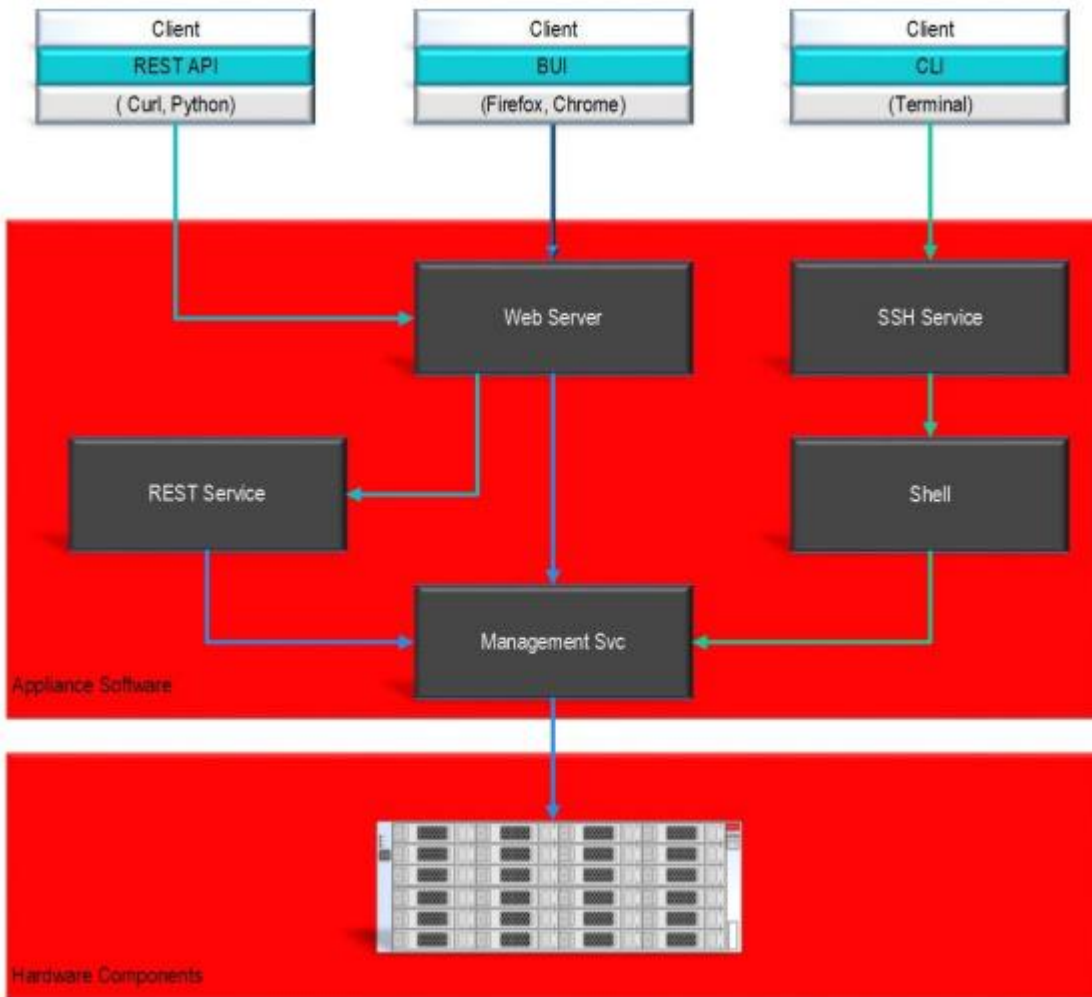 Client
REST API
( Curl, Python)
Client
BUI
(Firefox, Chrome)
Client
CLI
(Terminal)
Web Server
SSH Service
REST Service
Shell
Management Svc
Appliance Software
Hardware Components